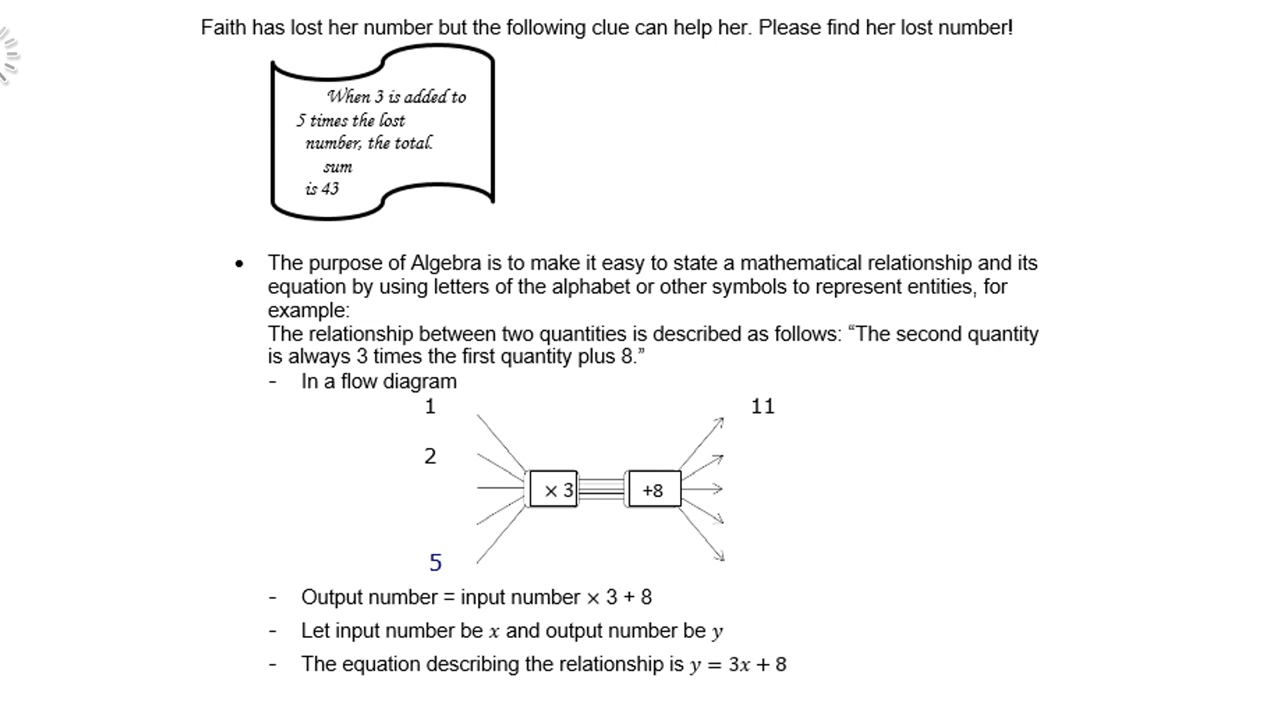 Faith has lost her number but the following clue can help her. Please find her lost number!
When 3 is added to
5 times the lost
number, the total
sum
is 43
• The purpose of Algebra is to make it easy to state a mathematical relationship and its
equation by using letters of the alphabet or other symbols to represent entities, for
example:
The relationship between two quantities is described as follows: “The second quantity
is always 3 times the first quantity plus 8.”
- In a flow diagram
1 11
2
× 3 +8
5
- Output number = input number × 3 + 8
- Let input number be x and output number be y
- The equation describing the relationship is y = 3x + 8